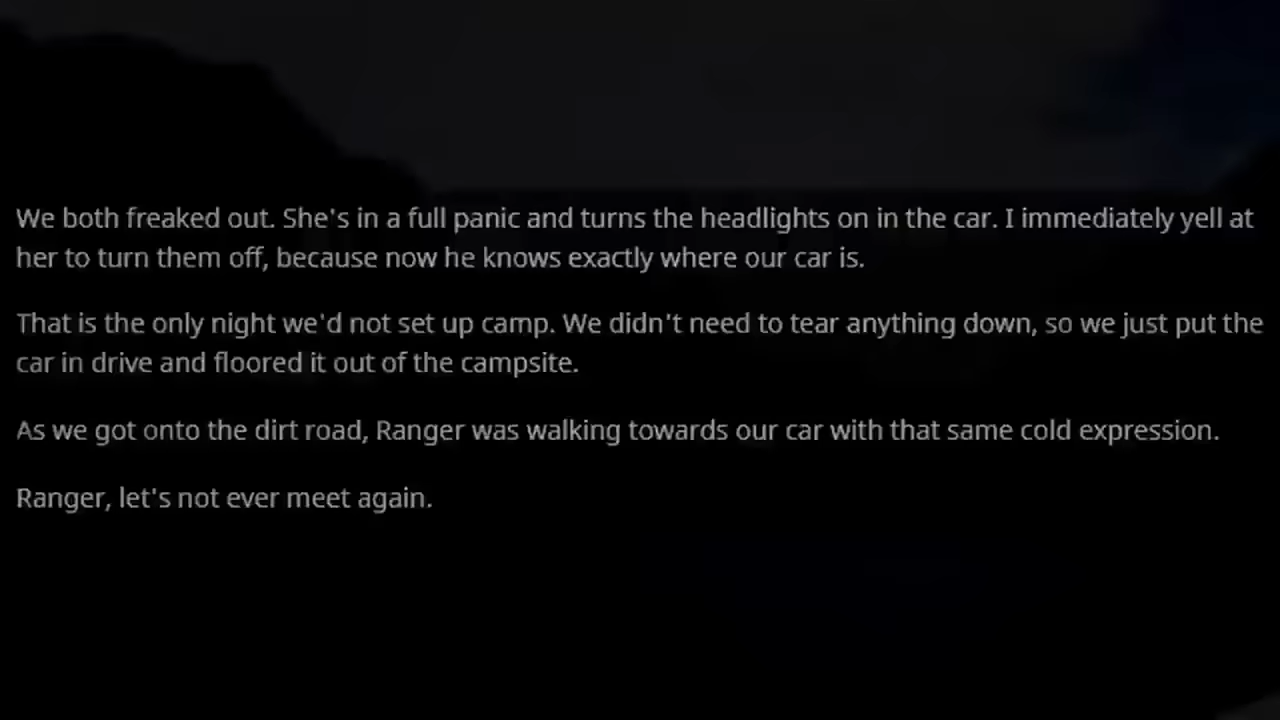 We both freaked out. She's in a full panic and turns the headlights on in the car. I immediately yell at
her to turn them off, because now he knows exactly where our car is.
That is the only night we'd not set up camp. We didn't need to tear anything down, so we just put the
car in drive and floored it out of the campsite.
As we got onto the dirt road, Ranger was walking towards our car with that same cold expression.
Ranger, let's not ever meet again.